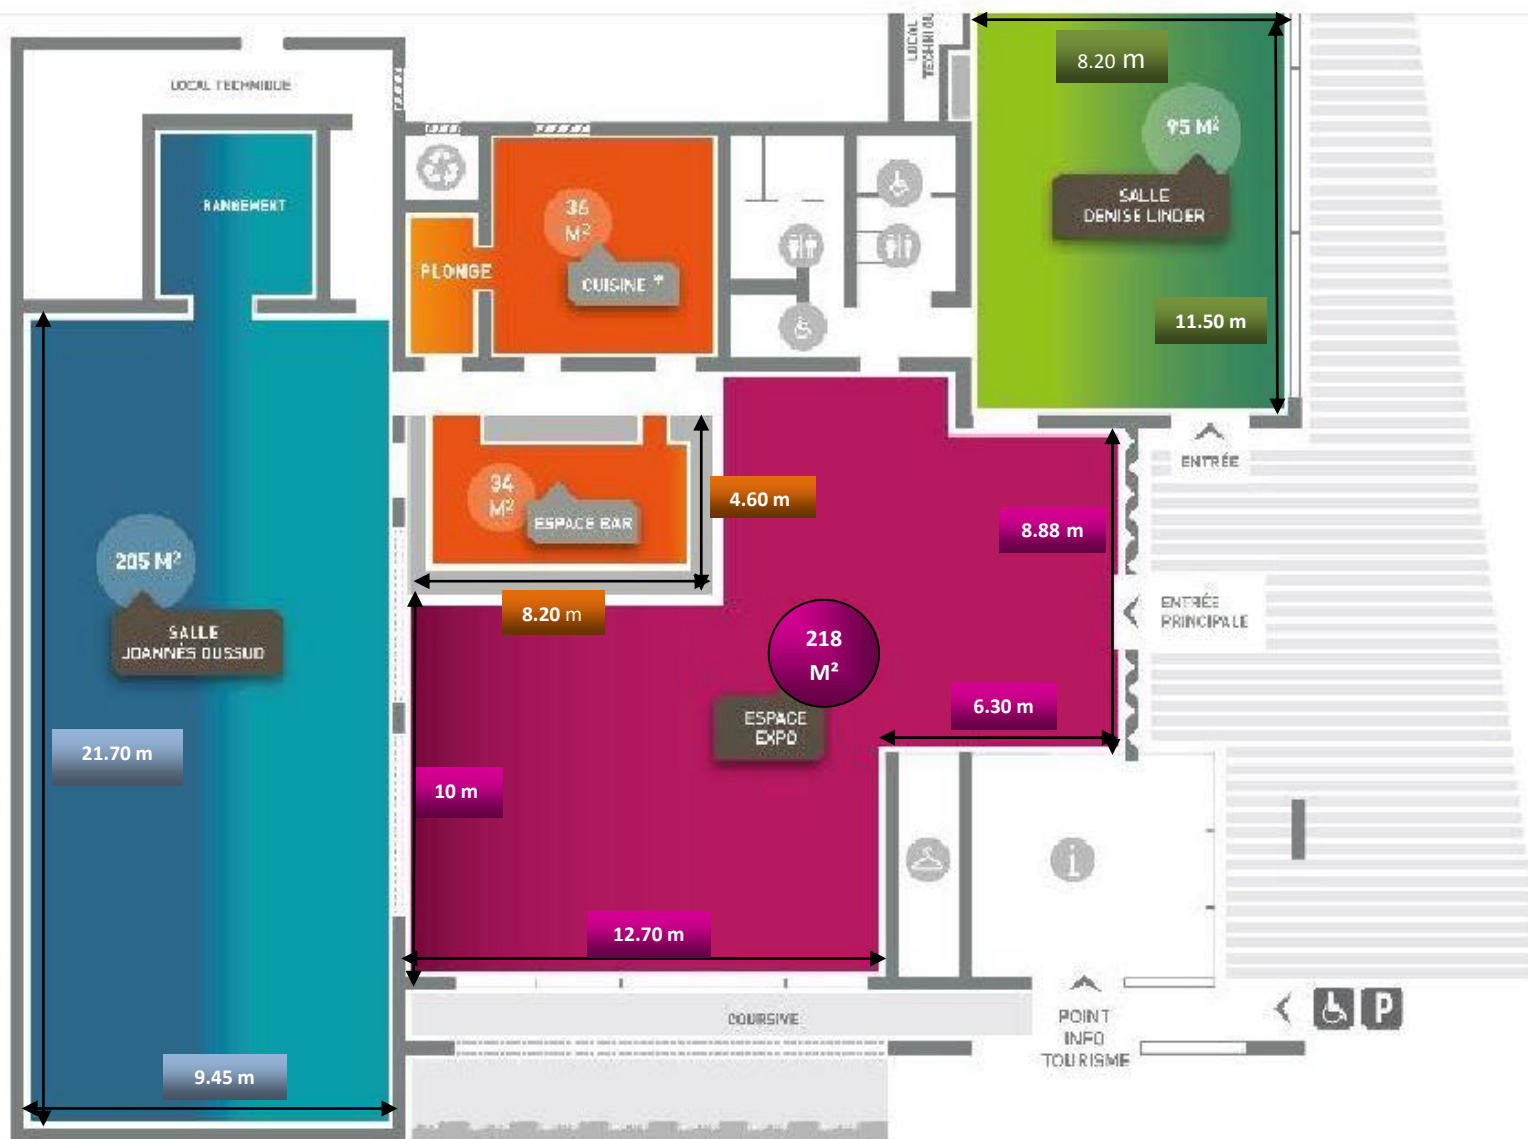 LOCAL TECHNIQUE
8.20 m
LOCAL TECHNIQUE
95 M²
SALLE
DENISE LINDER
RANGEMENT
36
M²
PLONGE
CUISINE *
11.50 m
ENTRÉE
34
M²
ESPACE BAR
4.60 m
8.88 m
205 M²
SALLE
JOANNÈS DUSSUD
8.20 m
218
M²
ENTRÉE
PRINCIPALE
6.30 m
ESPACE
EXPO
21.70 m
10 m
i
12.70 m
COURSIVE
POINT
INFO
TOURISME
P
9.45 m